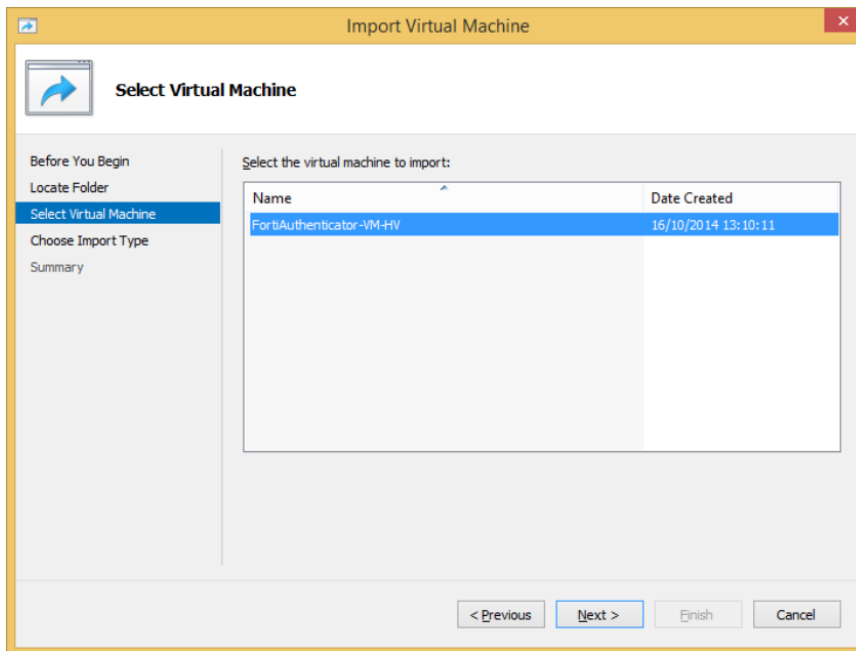 Import Virtual Machine
Select Virtual Machine
Before You Begin
Locate Folder
Select Virtual Machine
Choose Import Type
Summary
Select the virtual machine to import:
Name Date Created
FortiAuthenticator-VM-HV 16/10/2014 13:10:11
< Previous Next > Finish Cancel